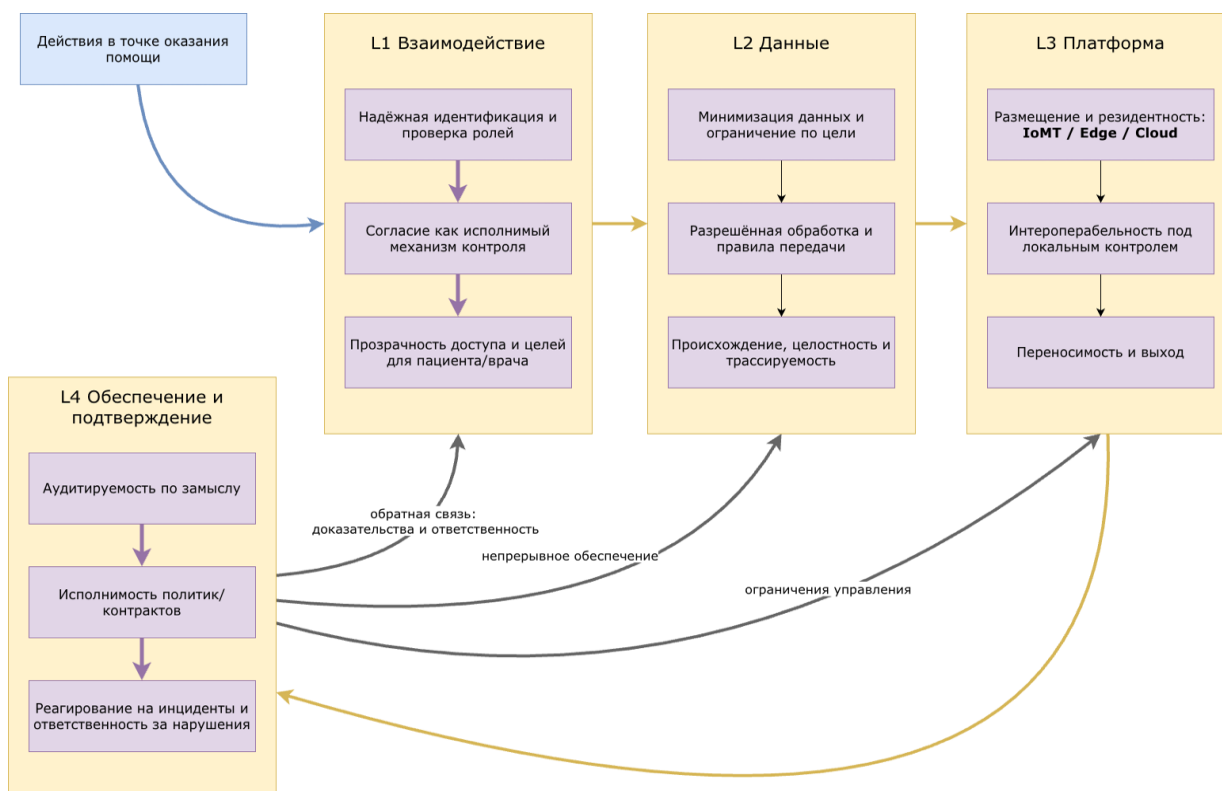 Действия в точке оказания
помощи
L1 Взаимодействие
Надёжная идентификация и
проверка ролей
Согласие как исполнимый
механизм контроля
Прозрачность доступа и целей
для пациента/врача
L2 Данные
Минимизация данных и
ограничение по цели
Разрешённая обработка и
правила передачи
Происхождение, целостность и
трассируемость
L3 Платформа
Размещение и резидентность:
IoMT / Edge / Cloud
Интероперабельность под
локальным контролем
Переносимость и выход
L4 Обеспечение и
подтверждение
Аудитируемость по замыслу
Исполнимость политик/
контрактов
Реагирование на инциденты и
ответственность за нарушения
обратная связь:
доказательства и ответственность
непрерывное обеспечение
ограничения управления